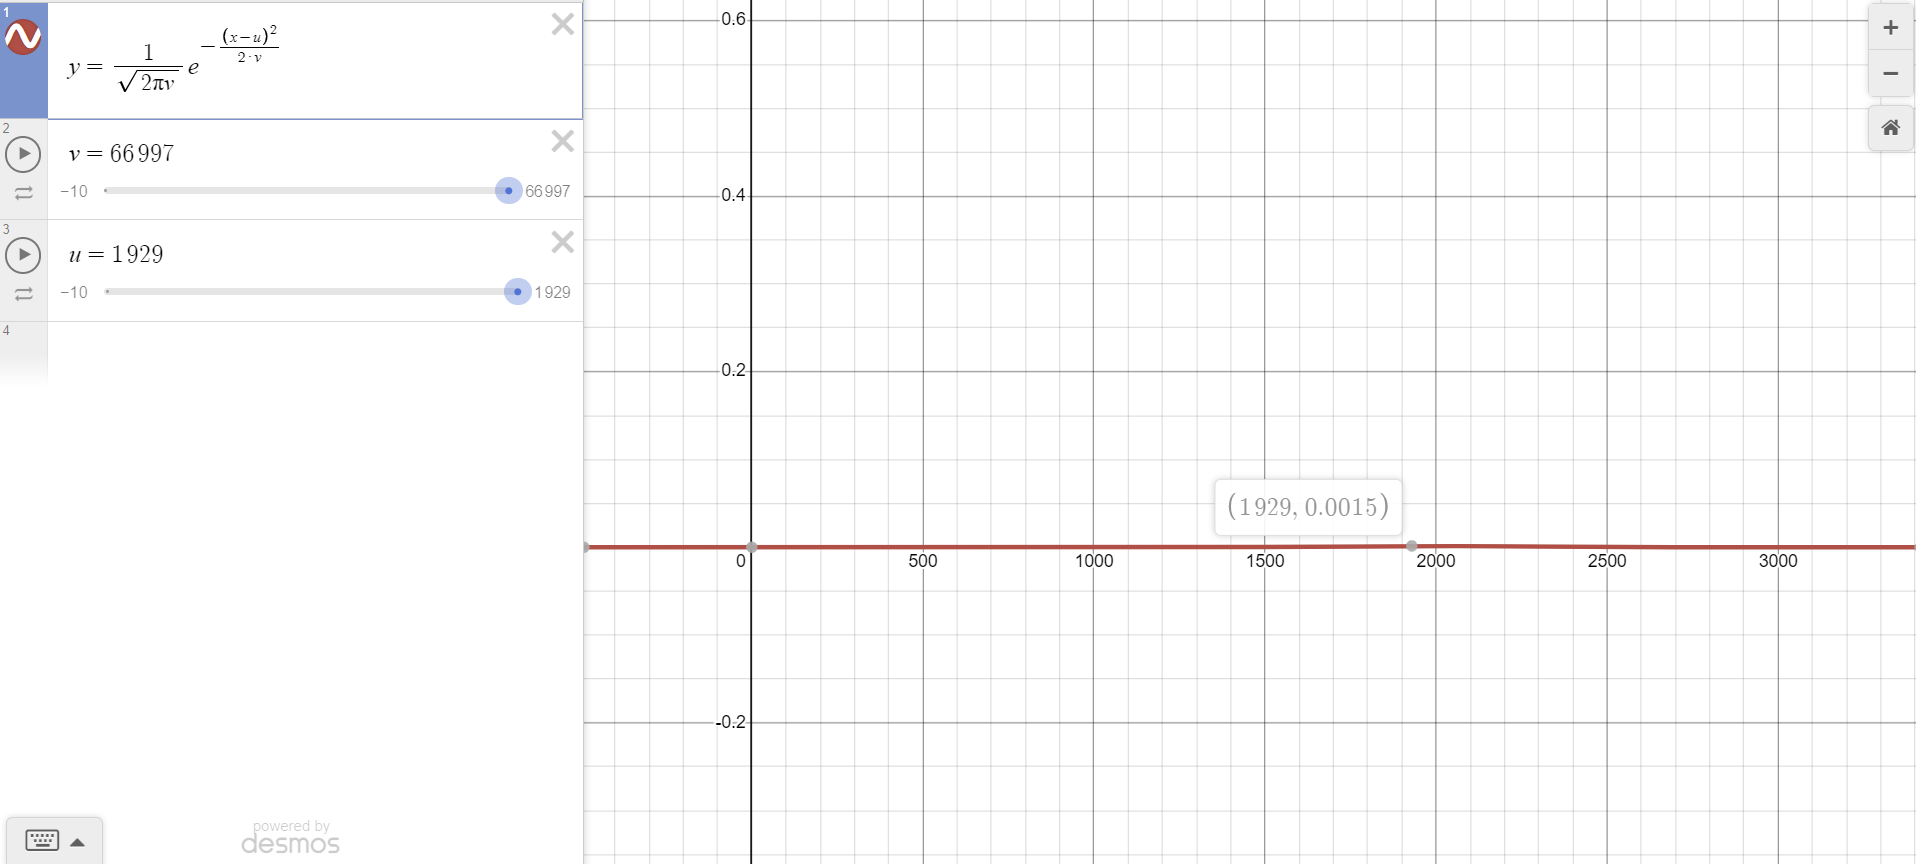 1
y = 1/√(2πv) e^(−(x−u)²/(2·v))
2
v = 66997
−10 66997
3
u = 1929
−10 1929
4
powered by
desmos
0.6
0.4
0.2
(1929, 0.0015)
0 500 1000 1500 2000 2500 3000
-0.2
+
−